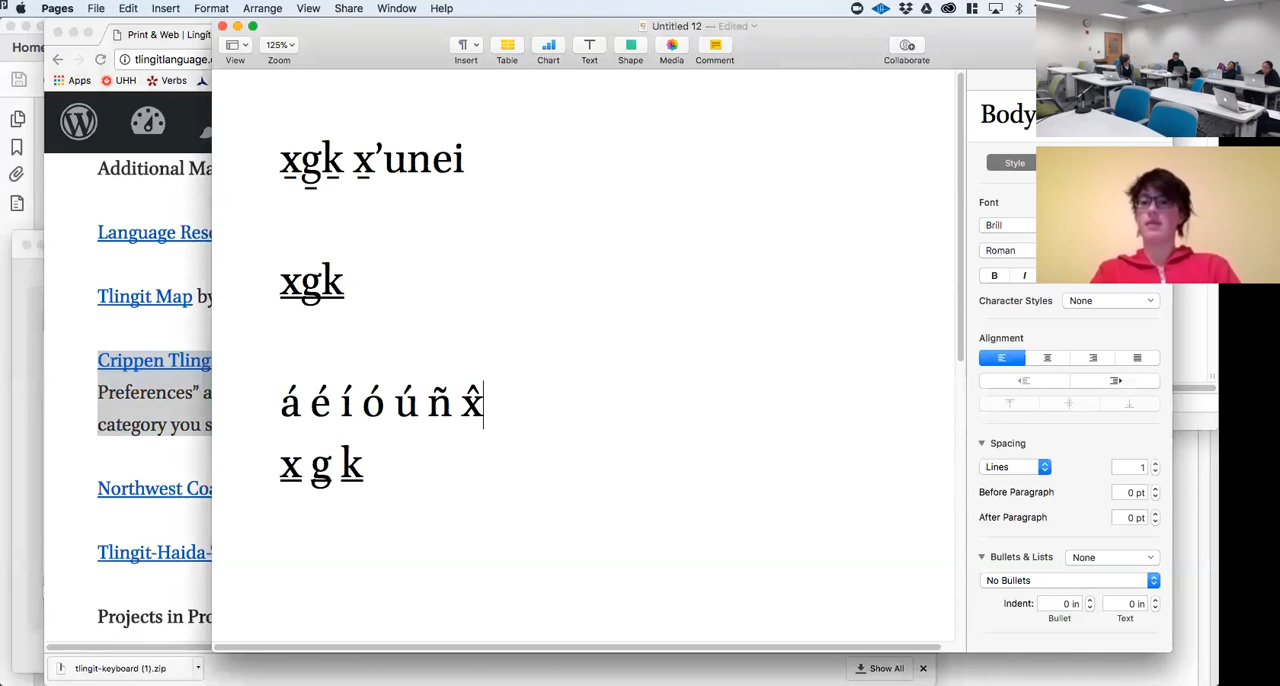 Pages File Edit Insert Format Arrange View Share Window Help
Home
Print & Web | Lingít
tlingitlanguage.
Apps UHH Verbs
Additional Ma
Language Res
Tlingit Map by
Crippen Tling
Preferences” a
category you s
Northwest Coa
Tlingit-Haida-
Projects in Pro
tlingit-keyboard (1).zip
Show All
Untitled 12 — Edited
125%
View Zoom Insert Table Chart Text Shape Media Comment Collaborate
x̱g̱ḵ x̱’unei
xgk
á é í ó ú ñ x̂
x g k
Body
Style
Font
Brill
Roman
B I
Character Styles None
Alignment
Spacing
Lines 1
Before Paragraph 0 pt
After Paragraph 0 pt
Bullets & Lists None
No Bullets
Indent: 0 in 0 in
Bullet Text